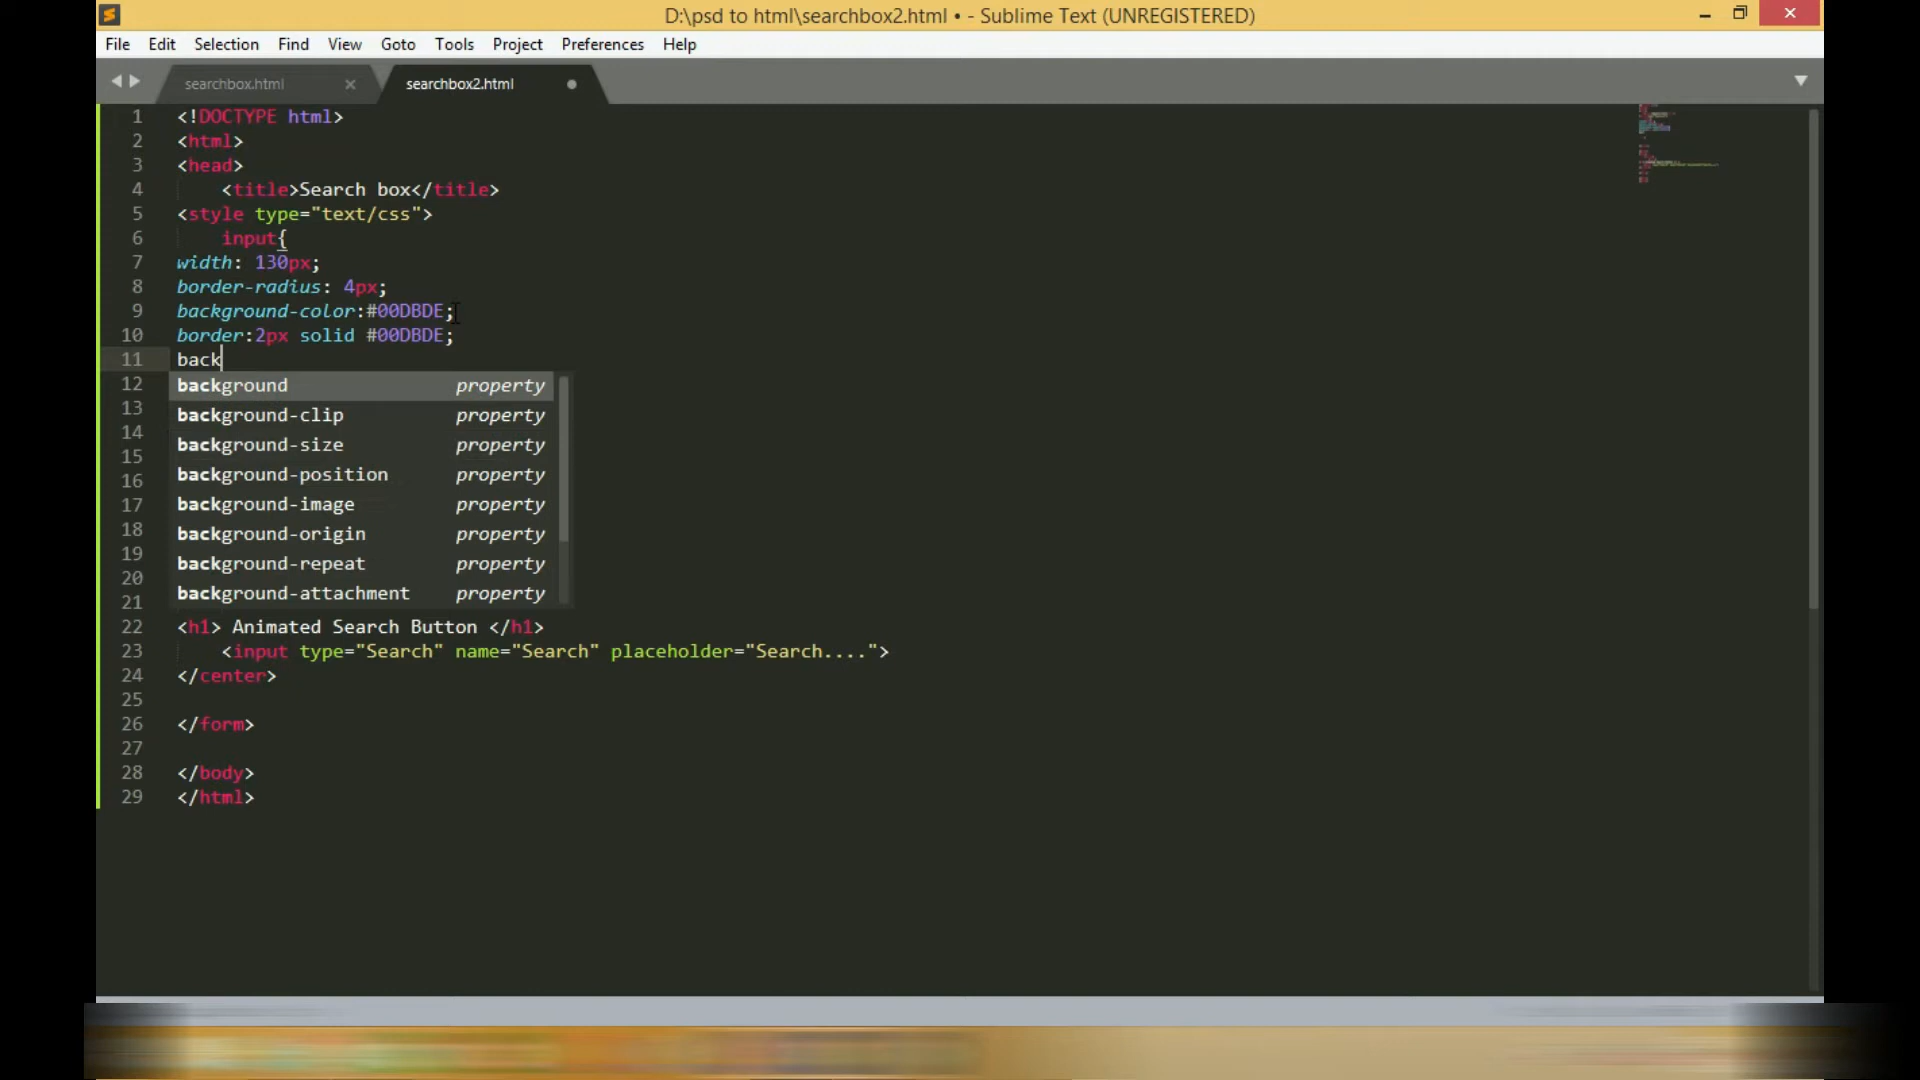 D:\psd to html\searchbox2.html • - Sublime Text (UNREGISTERED)
File Edit Selection Find View Goto Tools Project Preferences Help
searchbox.html × searchbox2.html
1 <!DOCTYPE html>
2 <html>
3 <head>
4 <title>Search box</title>
5 <style type="text/css">
6 input{
7 width: 130px;
8 border-radius: 4px;
9 background-color:#00DBDE;
10 border:2px solid #00DBDE;
11 back
12 background property
13 background-clip property
14 background-size property
15
16 background-position property
17 background-image property
18 background-origin property
19 background-repeat property
20
21 background-attachment property
22 <h1> Animated Search Button </h1>
23 <input type="Search" name="Search" placeholder="Search....">
24 </center>
25
26 </form>
27
28 </body>
29 </html>